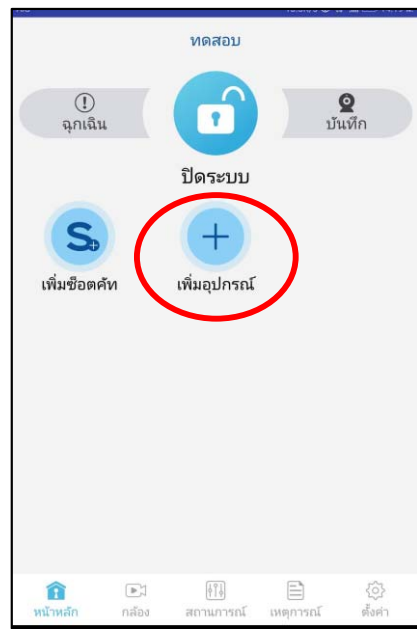 ทดสอบ
ฉุกเฉิน
บันทึก
ปิดระบบ
S
เพิ่มช็อตคัท
เพิ่มอุปกรณ์
หน้าหลัก กล้อง สถานการณ์ เหตุการณ์ ตั้งค่า